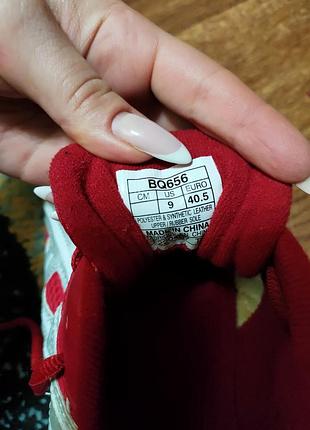 BQ656
CM US EURO
9 40.5
POLYESTER & SYNTHETIC LEATHER
UPPER / RUBBER SOLE
MADE IN CHINA